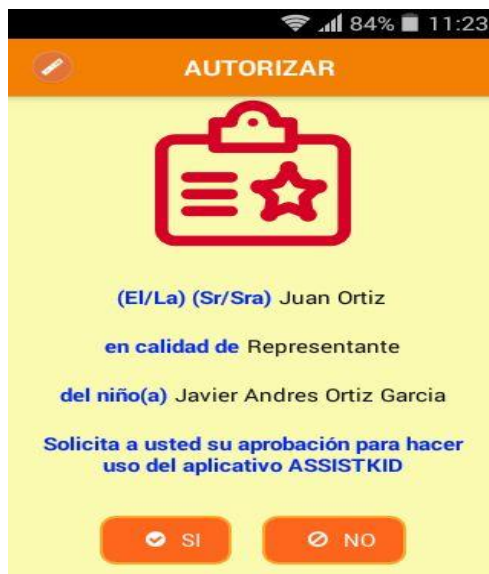 84% 11:23
AUTORIZAR
(El/La) (Sr/Sra) Juan Ortiz
en calidad de Representante
del niño(a) Javier Andres Ortiz Garcia
Solicita a usted su aprobación para hacer
uso del aplicativo ASSISTKID
SI NO